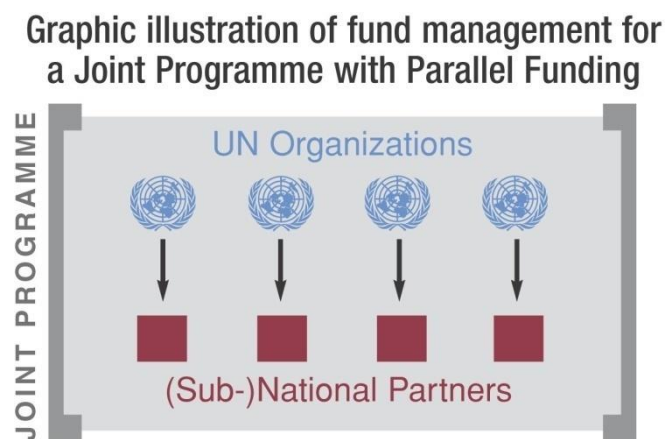 Graphic illustration of fund management for
a Joint Programme with Parallel Funding
JOINT PROGRAMME
UN Organizations
(Sub-)National Partners